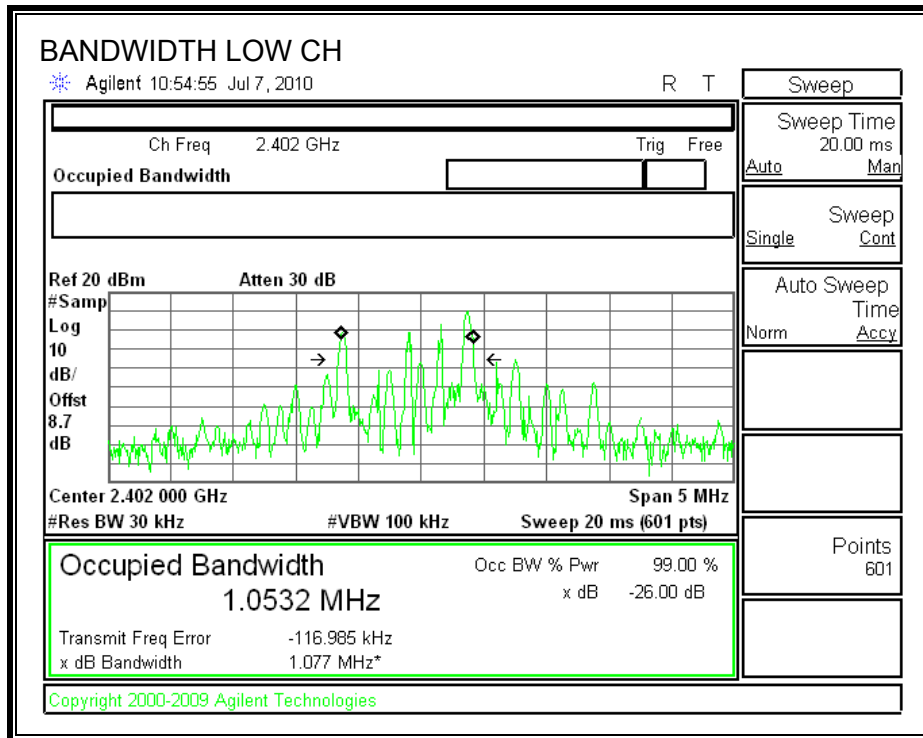 BANDWIDTH LOW CH
Agilent 10:54:55 Jul 7, 2010 R T
Ch Freq 2.402 GHz Trig Free
Occupied Bandwidth
Ref 20 dBm Atten 30 dB
#Samp
Log
10
dB/
Offst
8.7
dB
Center 2.402 000 GHz Span 5 MHz
#Res BW 30 kHz #VBW 100 kHz Sweep 20 ms (601 pts)
Occupied Bandwidth Occ BW % Pwr 99.00 %
1.0532 MHz x dB -26.00 dB
Transmit Freq Error -116.985 kHz
x dB Bandwidth 1.077 MHz*
Copyright 2000-2009 Agilent Technologies
Sweep
Sweep Time
20.00 ms
Auto Man
Sweep
Single Cont
Auto Sweep
Time
Norm Accy
Points
601